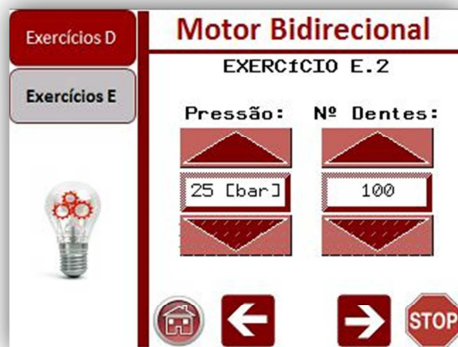 Exercícios D
Exercícios E
Motor Bidirecional
EXERCíCIO E.2
Pressão: Nº Dentes:
25 [bar] 100
STOP